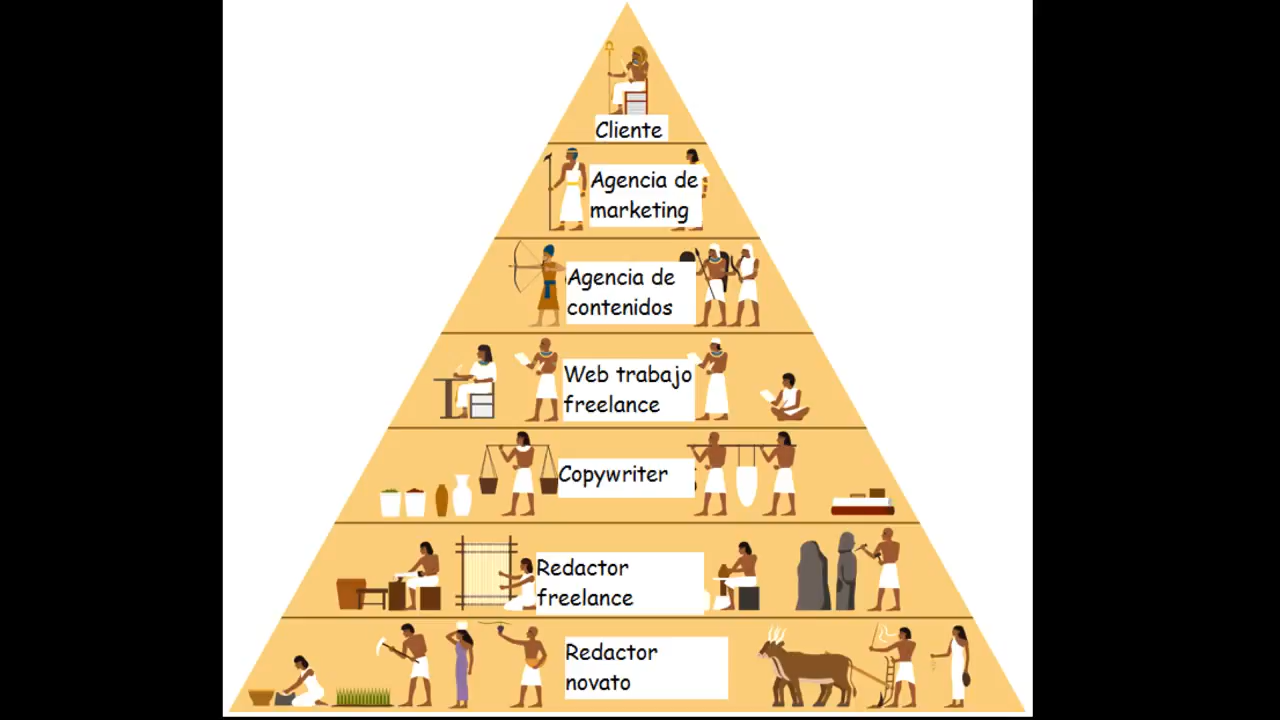 Cliente
Agencia de
marketing
Agencia de
contenidos
Web trabajo
freelance
Copywriter
Redactor
freelance
Redactor
novato